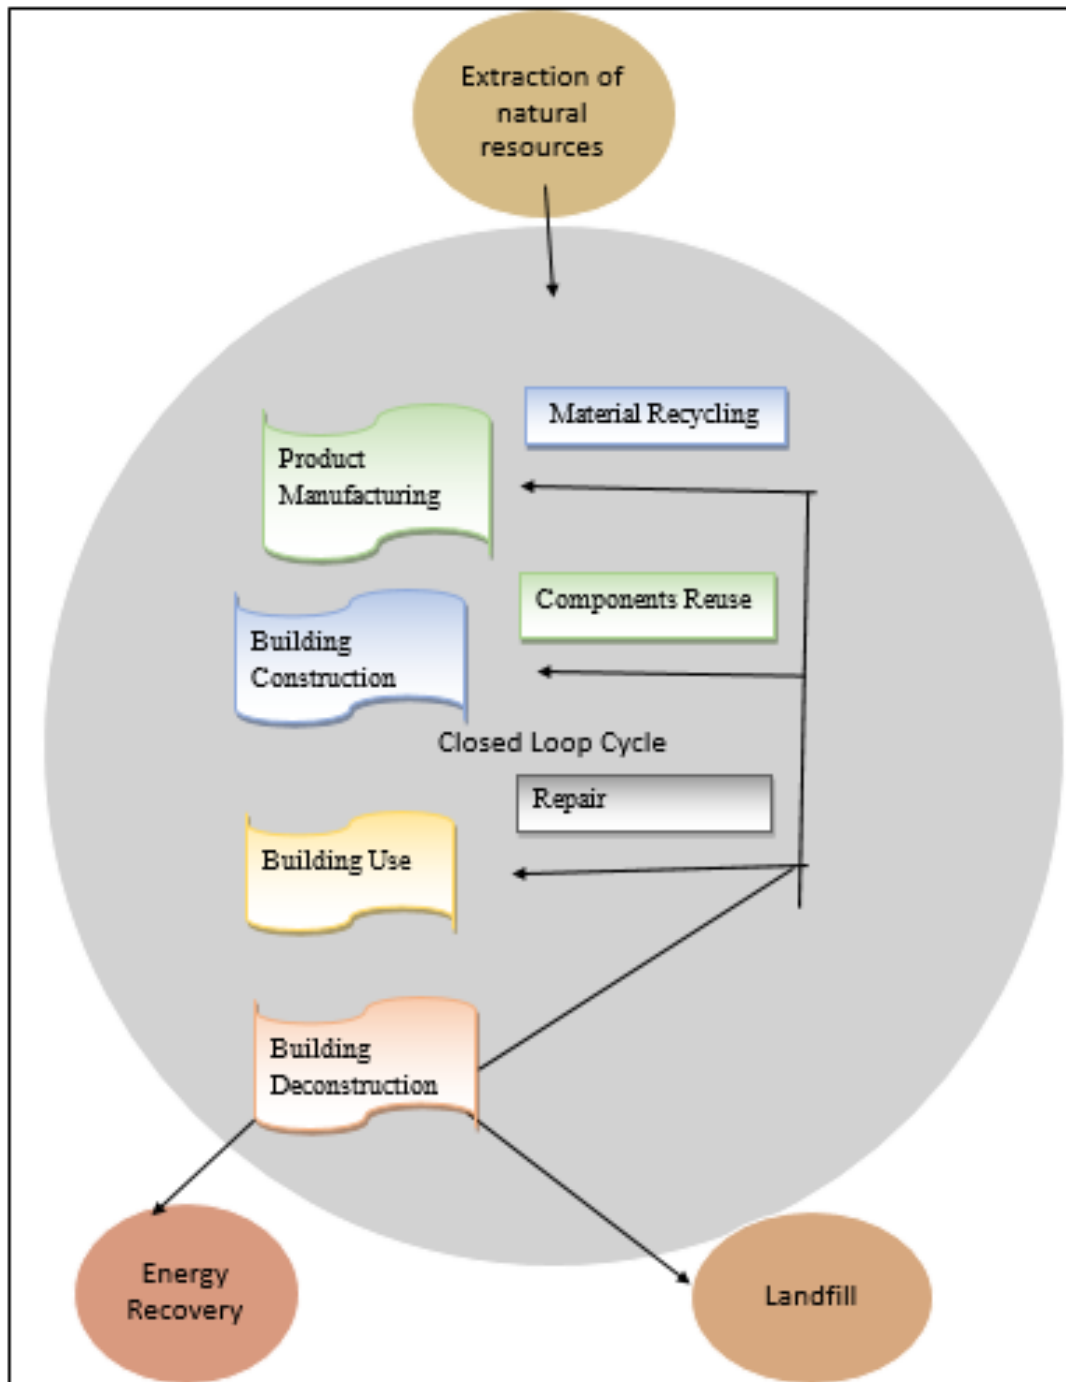 Extraction of
natural
resources
Material Recycling
Product
Manufacturing
Components Reuse
Building
Construction
Closed Loop Cycle
Repair
Building Use
Building
Deconstruction
Energy
Recovery
Landfill